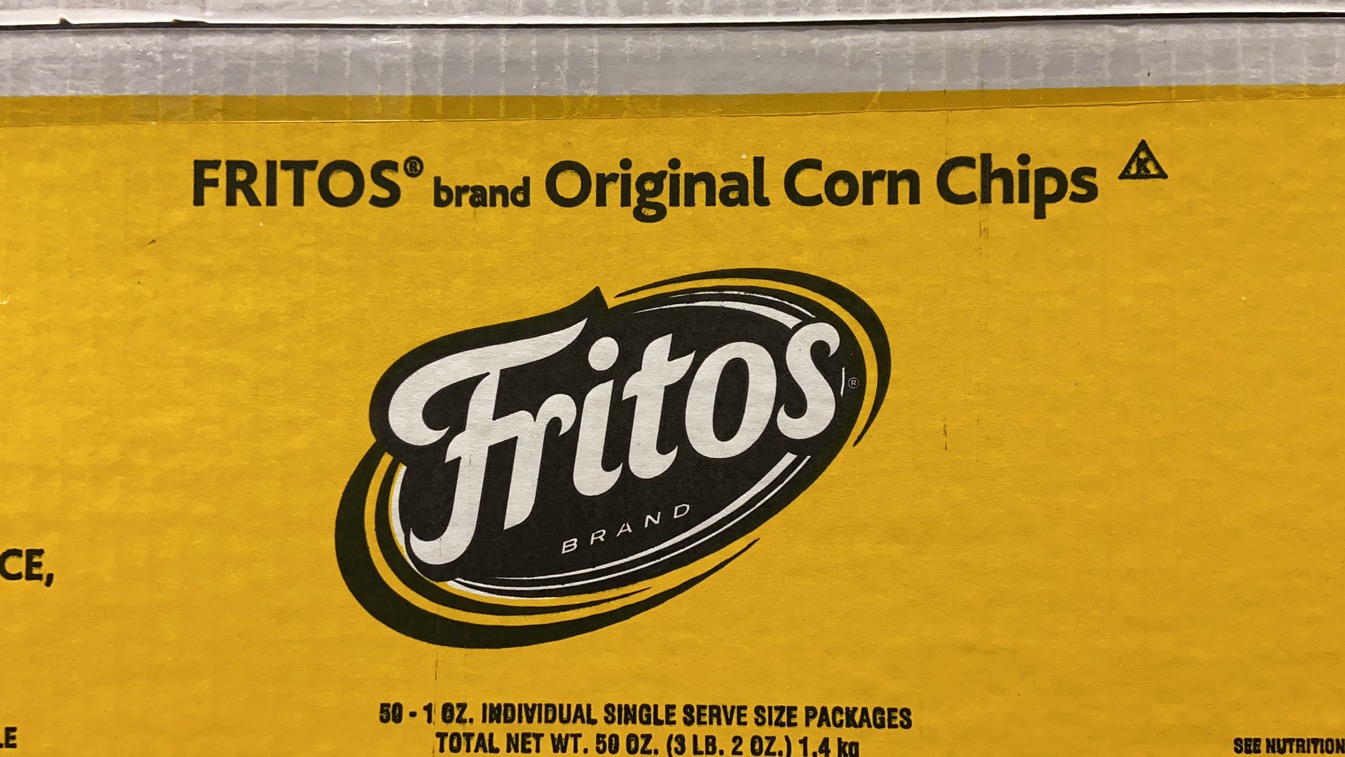 FRITOS® brand Original Corn Chips K
Fritos ®
BRAND
CE,
50 - 1 OZ. INDIVIDUAL SINGLE SERVE SIZE PACKAGES
LE
TOTAL NET WT. 50 OZ. (3 LB. 2 OZ.) 1.4 kg
SEE NUTRITION